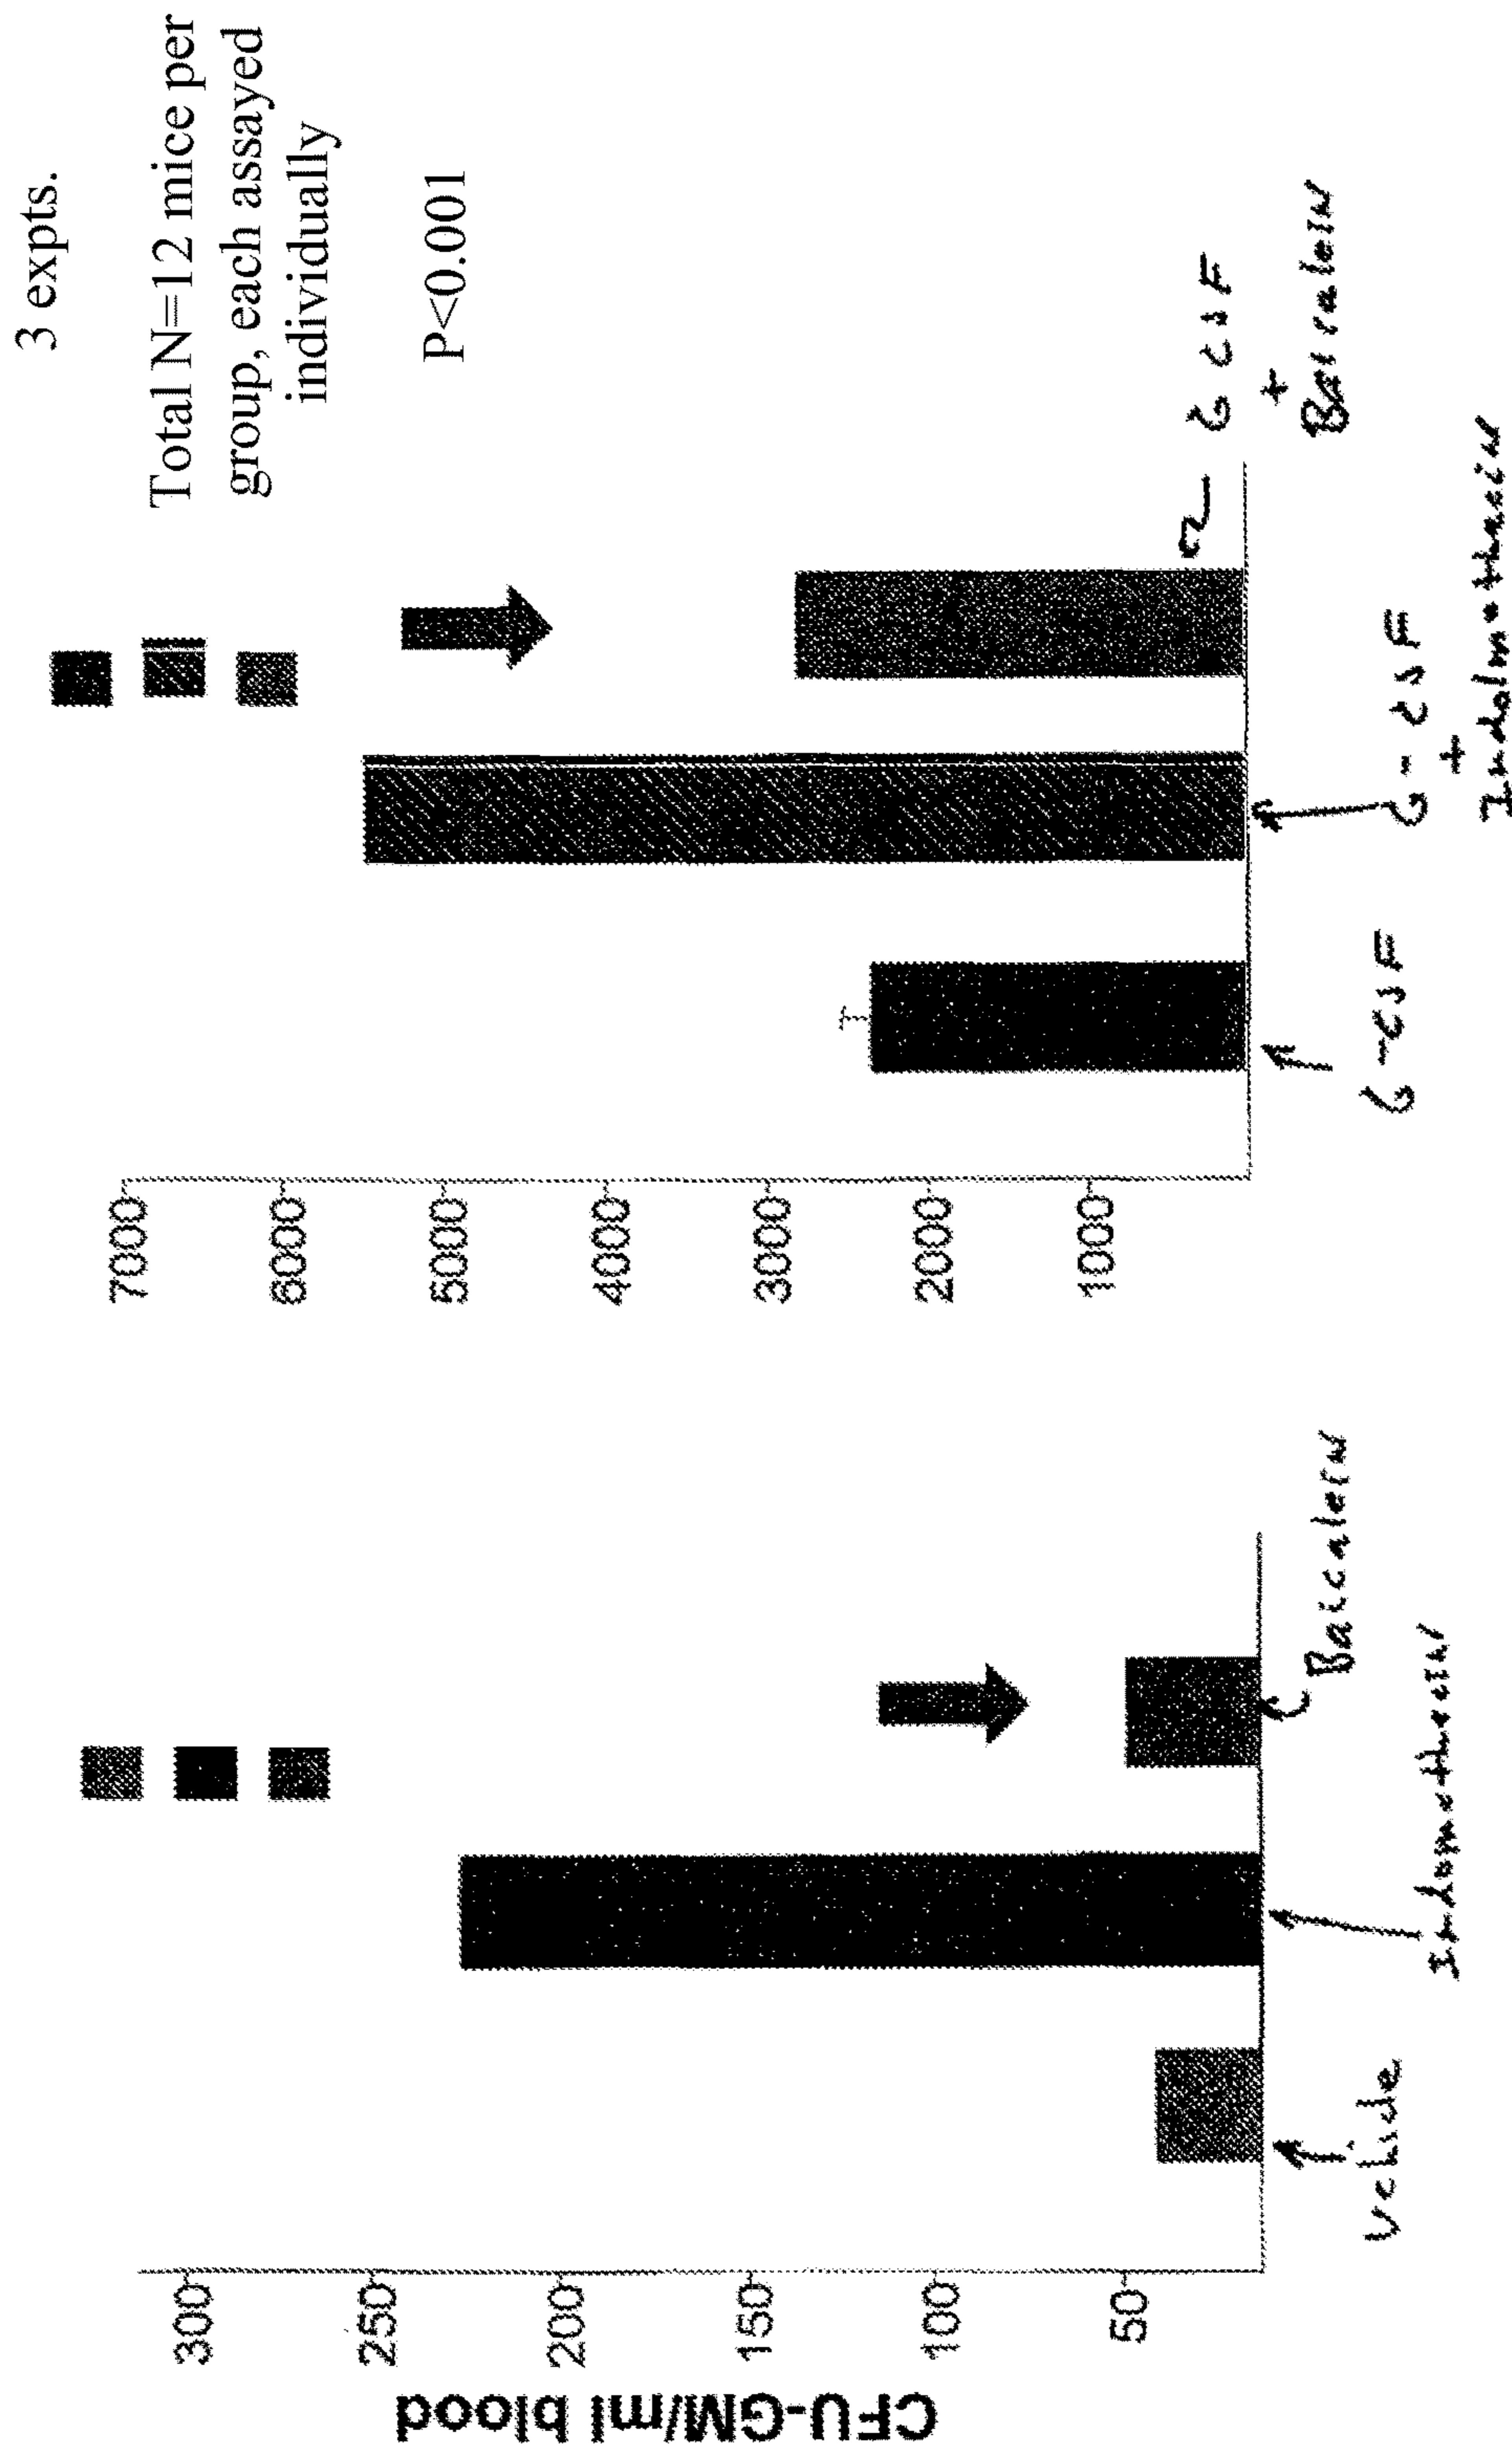 3 expts.
Total N=12 mice per
group, each assayed
individually
P<0.001
CFU-GM/ml blood
300
250
200
150
100
50
7000
6000
5000
4000
3000
2000
1000
Vehicle
Indomethacin
Baicalein
G-CSF
G-CSF
+
Indomethacin
G CSF
+
Baicalein